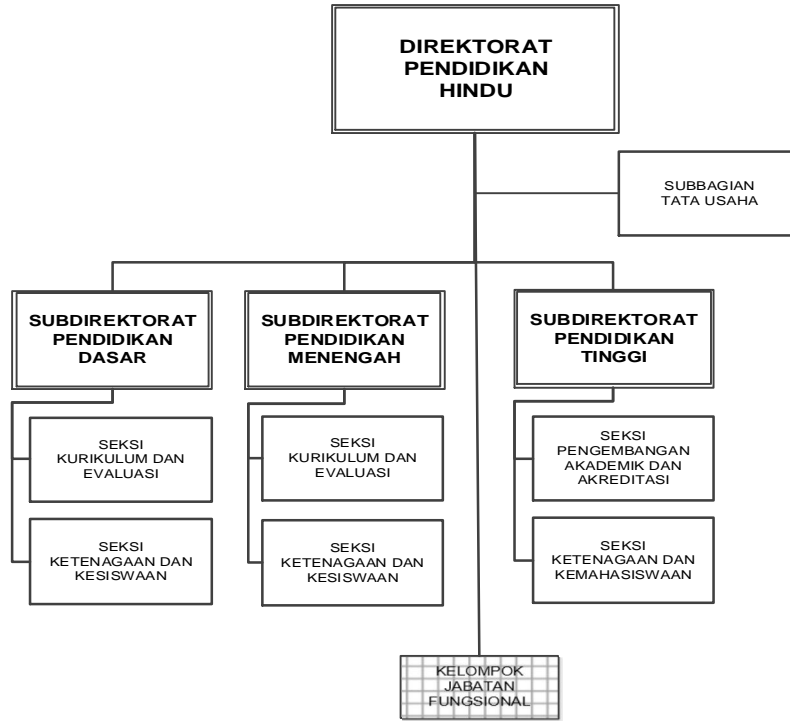 DIREKTORAT
PENDIDIKAN
HINDU
SUBBAGIAN
TATA USAHA
SUBDIREKTORAT
PENDIDIKAN
DASAR
SUBDIREKTORAT
PENDIDIKAN
MENENGAH
SUBDIREKTORAT
PENDIDIKAN
TINGGI
SEKSI
KURIKULUM DAN
EVALUASI
SEKSI
KURIKULUM DAN
EVALUASI
SEKSI
PENGEMBANGAN
AKADEMIK DAN
AKREDITASI
SEKSI
KETENAGAAN DAN
KESISWAAN
SEKSI
KETENAGAAN DAN
KESISWAAN
SEKSI
KETENAGAAN DAN
KEMAHASISWAAN
KELOMPOK
JABATAN
FUNGSIONAL